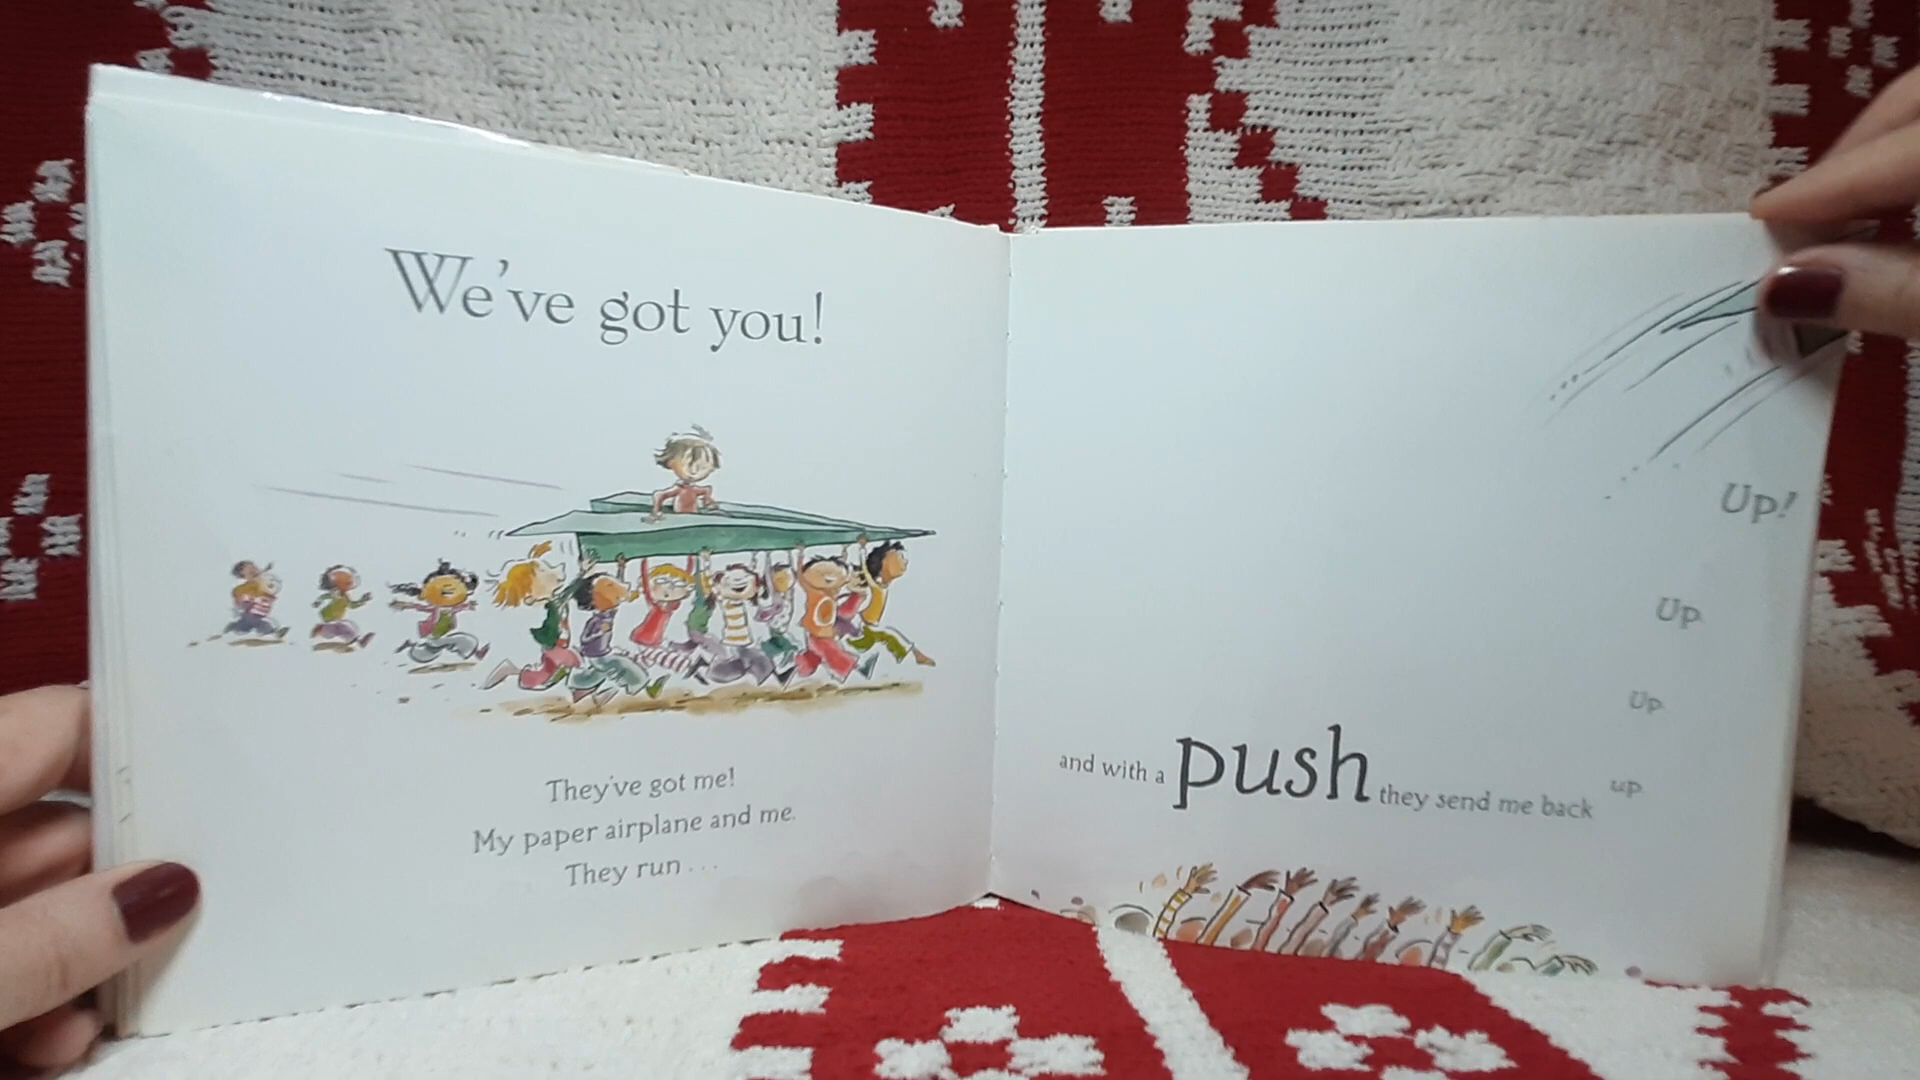 We've got you!
They've got me!
My paper airplane and me.
They run . . .
and with a push they send me back
up
Up
Up
Up!